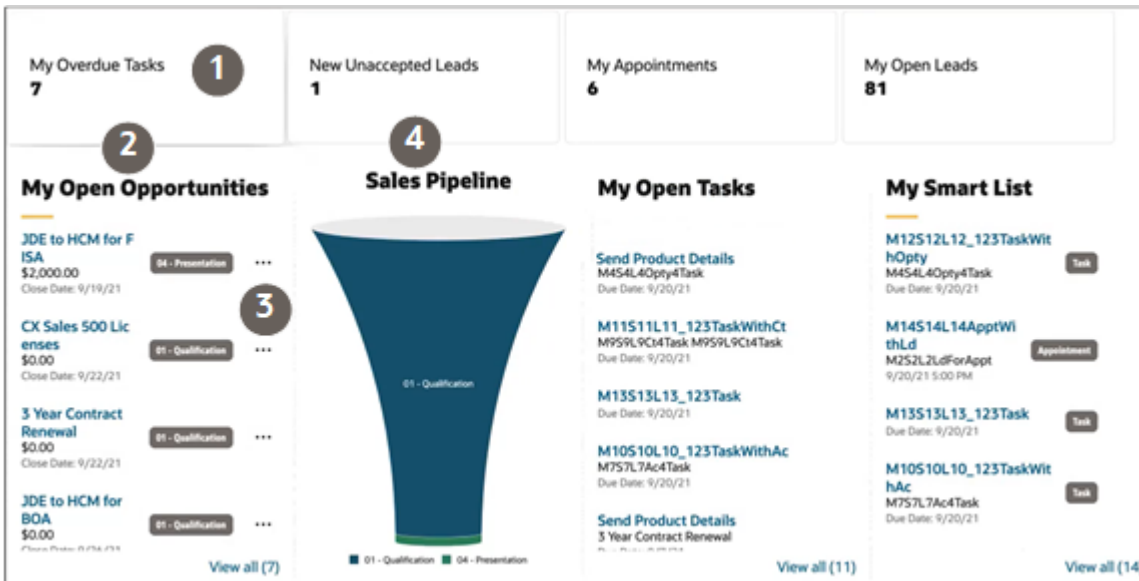 My Overdue Tasks
7
1
New Unaccepted Leads
1
My Appointments
6
My Open Leads
81
2
My Open Opportunities
JDE to HCM for F
ISA
$2,000.00
Close Date: 9/19/21
04 - Presentation
...
3
CX Sales 500 Lic
enses
$0.00
Close Date: 9/22/21
01 - Qualification
...
3 Year Contract
Renewal
$0.00
Close Date: 9/22/21
01 - Qualification
...
JDE to HCM for
BOA
$0.00
Close Date: 9/24/21
01 - Qualification
...
View all (7)
4
Sales Pipeline
01 - Qualification
01 - Qualification
04 - Presentation
My Open Tasks
Send Product Details
M4S4L4Opty4Task
Due Date: 9/20/21
M11S11L11_123TaskWithCt
M9S9L9Ct4Task M9S9L9Ct4Task
Due Date: 9/20/21
M13S13L13_123Task
Due Date: 9/20/21
M10S10L10_123TaskWithAc
M7S7L7Ac4Task
Due Date: 9/20/21
Send Product Details
3 Year Contract Renewal
View all (11)
My Smart List
M12S12L12_123TaskWit
hOpty
M4S4L4Opty4Task
Due Date: 9/20/21
Task
M14S14L14ApptWi
thLd
M2S2L2LdForAppt
9/20/21 5:00 PM
Appointment
M13S13L13_123Task
Due Date: 9/20/21
Task
M10S10L10_123TaskWit
hAc
M7S7L7Ac4Task
Due Date: 9/20/21
Task
View all (14